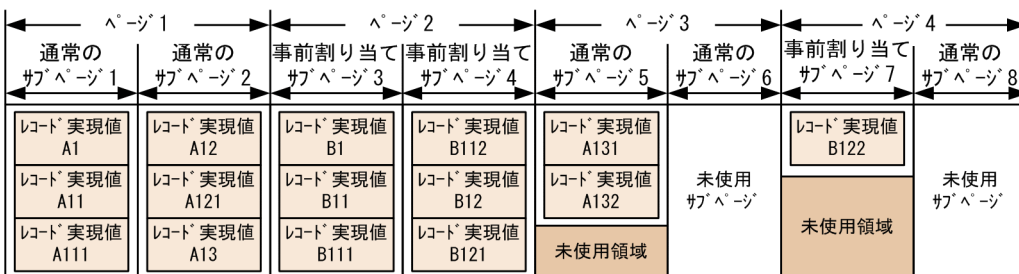 ﾍﾟｰｼﾞ1
ﾍﾟｰｼﾞ2
ﾍﾟｰｼﾞ3
ﾍﾟｰｼﾞ4
通常の
ｻﾌﾞﾍﾟｰｼﾞ1
通常の
ｻﾌﾞﾍﾟｰｼﾞ2
事前割り当て
ｻﾌﾞﾍﾟｰｼﾞ3
事前割り当て
ｻﾌﾞﾍﾟｰｼﾞ4
通常の
ｻﾌﾞﾍﾟｰｼﾞ5
通常の
ｻﾌﾞﾍﾟｰｼﾞ6
事前割り当て
ｻﾌﾞﾍﾟｰｼﾞ7
通常の
ｻﾌﾞﾍﾟｰｼﾞ8
ﾚｺｰﾄﾞ実現値
A1
ﾚｺｰﾄﾞ実現値
A11
ﾚｺｰﾄﾞ実現値
A111
ﾚｺｰﾄﾞ実現値
A12
ﾚｺｰﾄﾞ実現値
A121
ﾚｺｰﾄﾞ実現値
A13
ﾚｺｰﾄﾞ実現値
B1
ﾚｺｰﾄﾞ実現値
B11
ﾚｺｰﾄﾞ実現値
B111
ﾚｺｰﾄﾞ実現値
B112
ﾚｺｰﾄﾞ実現値
B12
ﾚｺｰﾄﾞ実現値
B121
ﾚｺｰﾄﾞ実現値
A131
ﾚｺｰﾄﾞ実現値
A132
未使用領域
未使用
ｻﾌﾞﾍﾟｰｼﾞ
ﾚｺｰﾄﾞ実現値
B122
未使用領域
未使用
ｻﾌﾞﾍﾟｰｼﾞ